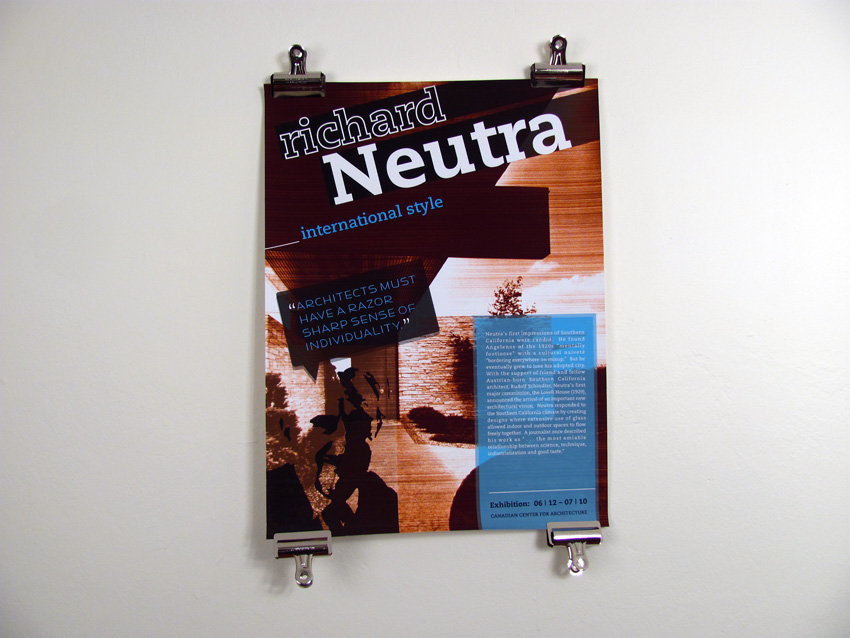 richard
Neutra
international style
“ARCHITECTS MUST
HAVE A RAZOR
SHARP SENSE OF
INDIVIDUALITY.”
Neutra's first impressions of Southern
California were candid. He found
Angelenos of the 1920s "mentally
footloose" with a cultural naiveté
"bordering everywhere on mixup." But he
eventually grew to love his adopted city.
With the support of friend and fellow
Austrian-born Southern California
architect, Rudolf Schindler, Neutra's first
major commission, the Lovell House (1929),
announced the arrival of an important new
architectural vision. Neutra responded to
the Southern California climate by creating
designs where extensive use of glass
allowed indoor and outdoor spaces to flow
freely together. A journalist once described
his work as " . . . the most amiable
relationship between science, technique,
industrialization and good taste."
Exhibition: 06 | 12 – 07 | 10
CANADIAN CENTER FOR ARCHITECTURE